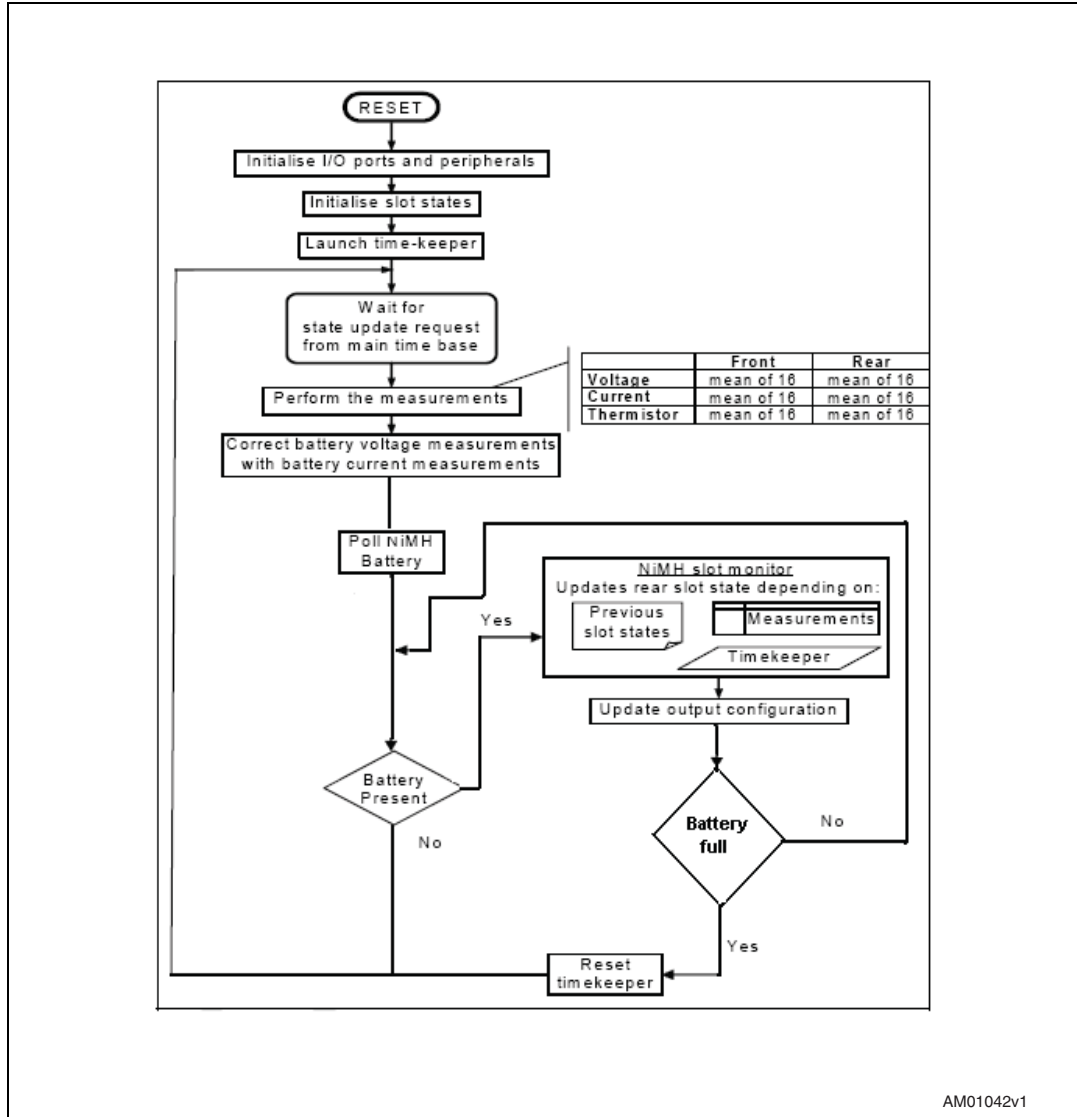 RESET
Initialise I/O ports and peripherals
Initialise slot states
Launch time-keeper
Wait for
state update request
from main time base
Front Rear
Voltage mean of 16 mean of 16
Current mean of 16 mean of 16
Thermistor mean of 16 mean of 16
Perform the measurements
Correct battery voltage measurements
with battery current measurements
Poll NiMH
Battery
NiMH slot monitor
Updates rear slot state depending on:
Previous
slot states
Measurements
Timekeeper
Yes
Update output configuration
Battery
Present
No
Battery
full
No
Yes
Reset
timekeeper
AM01042v1